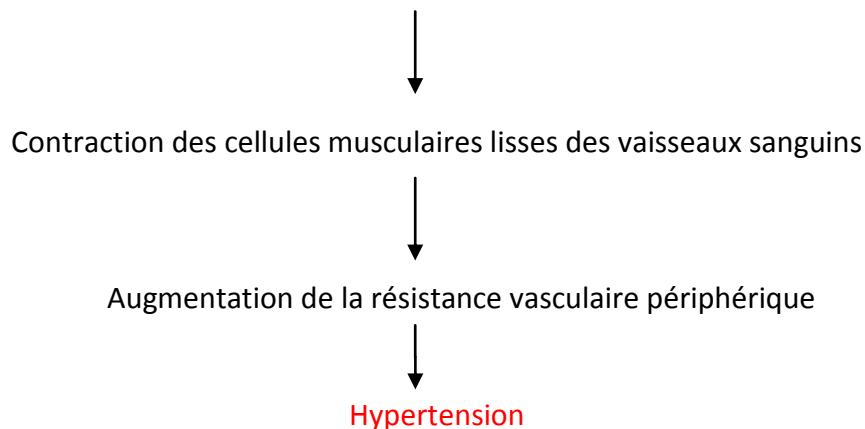 Contraction des cellules musculaires lisses des vaisseaux sanguins
Augmentation de la résistance vasculaire périphérique
Hypertension